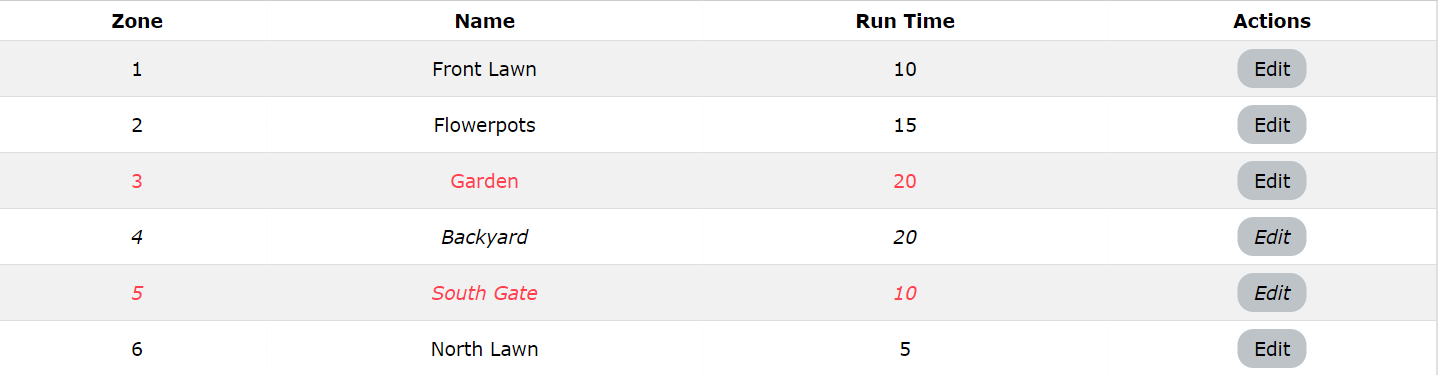 Zone Name Run Time Actions
1 Front Lawn 10 Edit
2 Flowerpots 15 Edit
3 Garden 20 Edit
4 Backyard 20 Edit
5 South Gate 10 Edit
6 North Lawn 5 Edit